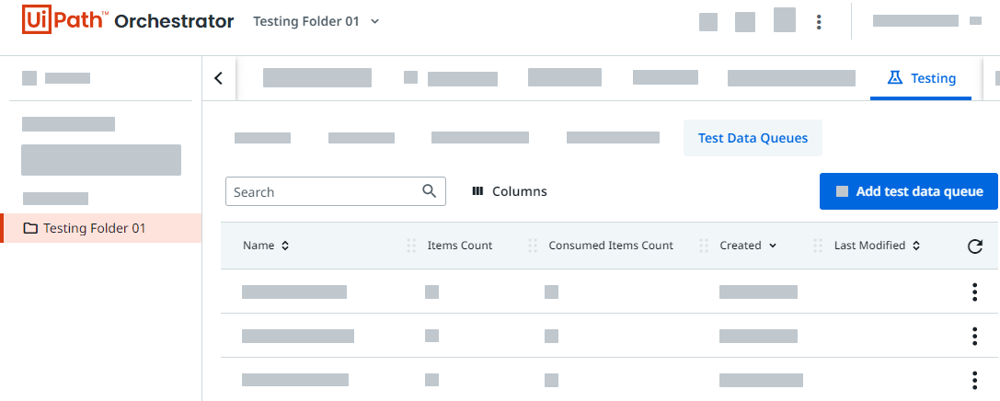 UiPath™ Orchestrator Testing Folder 01
Testing
Test Data Queues
Search Columns Add test data queue
Testing Folder 01
Name Items Count Consumed Items Count Created Last Modified